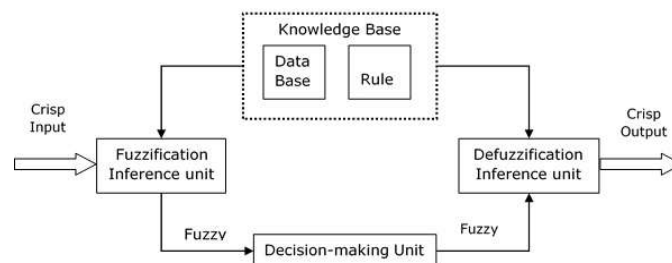 Knowledge Base
Data
Base
Rule
Crisp
Input
Crisp
Output
Fuzzification
Inference unit
Defuzzification
Inference unit
Fuzzy
Fuzzy
Decision-making Unit